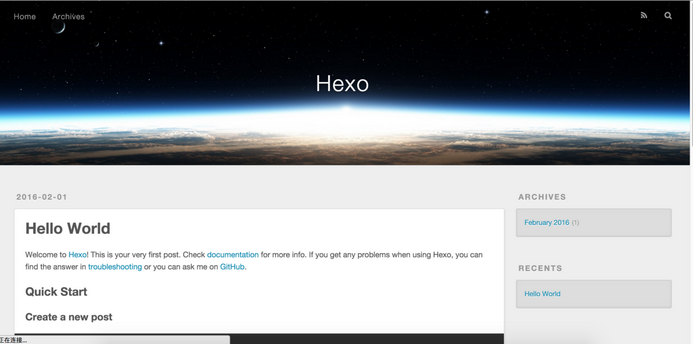 Home Archives
Hexo
2016-02-01
Hello World
Welcome to Hexo! This is your very first post. Check documentation for more info. If you get any problems when using Hexo, you can
find the answer in troubleshooting or you can ask me on GitHub.
Quick Start
Create a new post
ARCHIVES
February 2016 (1)
RECENTS
Hello World
正在连接...